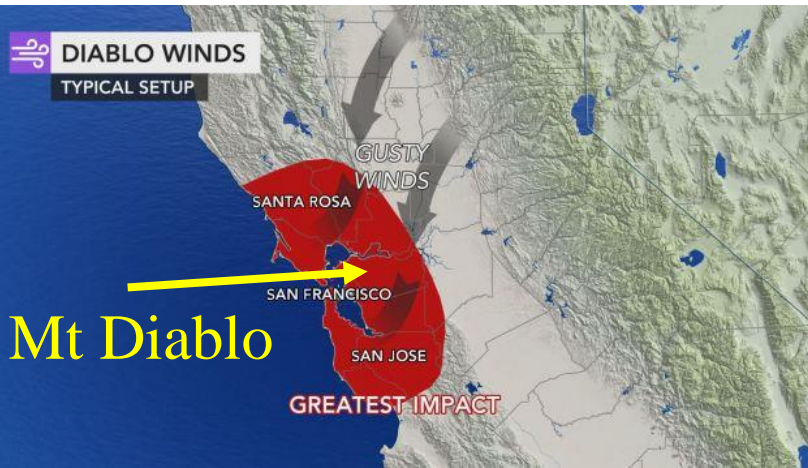 DIABLO WINDS
TYPICAL SETUP
GUSTY
WINDS
SANTA ROSA
SAN FRANCISCO
Mt Diablo
SAN JOSE
GREATEST IMPACT